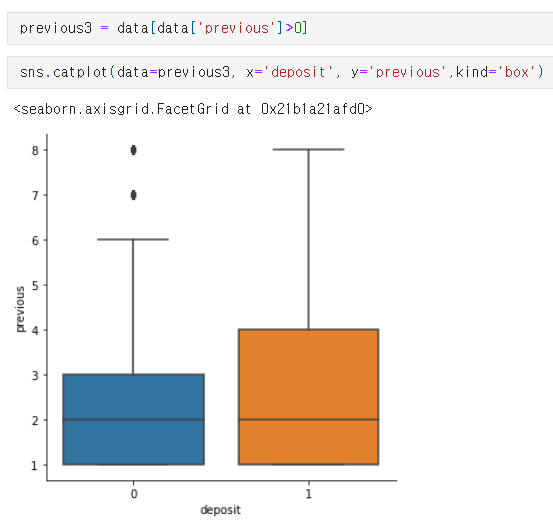 previous3 = data[data['previous']>0]
sns.catplot(data=previous3, x='deposit', y='previous',kind='box')
<seaborn.axisgrid.FacetGrid at 0x21b1a21afd0>
8
7
6
5
4
3
2
1
previous
0 1
deposit